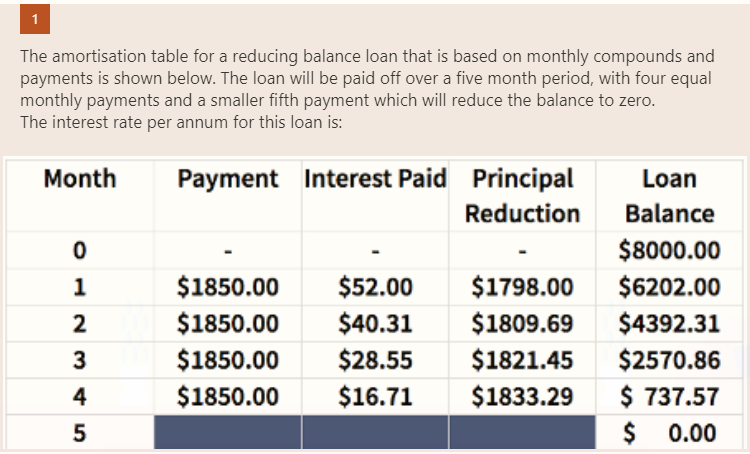 1
The amortisation table for a reducing balance loan that is based on monthly compounds and
payments is shown below. The loan will be paid off over a five month period, with four equal
monthly payments and a smaller fifth payment which will reduce the balance to zero.
The interest rate per annum for this loan is:
Month Payment Interest Paid Principal Reduction Loan Balance
0 - - - $8000.00
1 $1850.00 $52.00 $1798.00 $6202.00
2 $1850.00 $40.31 $1809.69 $4392.31
3 $1850.00 $28.55 $1821.45 $2570.86
4 $1850.00 $16.71 $1833.29 $ 737.57
5 $ 0.00